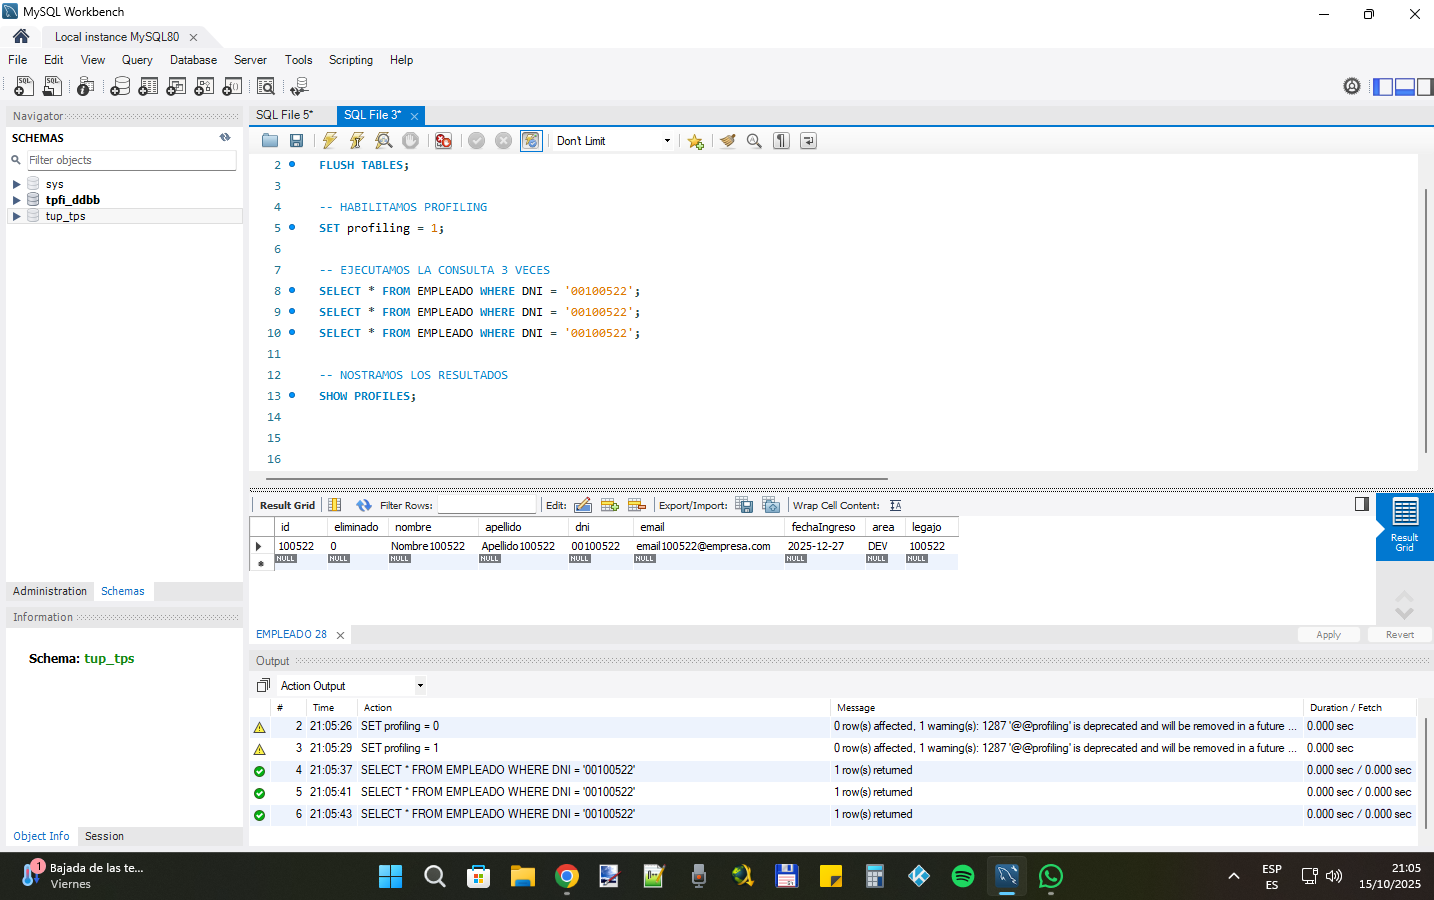 MySQL Workbench
Local instance MySQL80
File Edit View Query Database Server Tools Scripting Help
Navigator
SCHEMAS
Filter objects
sys
tpfi_ddbb
tup_tps
Administration Schemas
Information
Schema: tup_tps
Object Info Session
SQL File 5* SQL File 3*
Don't Limit
2 FLUSH TABLES;
3
4 -- HABILITAMOS PROFILING
5 SET profiling = 1;
6
7 -- EJECUTAMOS LA CONSULTA 3 VECES
8 SELECT * FROM EMPLEADO WHERE DNI = '00100522';
9 SELECT * FROM EMPLEADO WHERE DNI = '00100522';
10 SELECT * FROM EMPLEADO WHERE DNI = '00100522';
11
12 -- NOSTRAMOS LOS RESULTADOS
13 SHOW PROFILES;
14
15
16
Result Grid Filter Rows: Edit: Export/Import: Wrap Cell Content:
id eliminado nombre apellido dni email fechaIngreso area legajo
100522 0 Nombre100522 Apellido100522 00100522 email100522@empresa.com 2025-12-27 DEV 100522
NULL NULL NULL NULL NULL NULL NULL NULL NULL
Result
Grid
EMPLEADO 28 Apply Revert
Output
Action Output
# Time Action Message Duration / Fetch
2 21:05:26 SET profiling = 0 0 row(s) affected, 1 warning(s): 1287 '@@profiling' is deprecated and will be removed in a future ... 0.000 sec
3 21:05:29 SET profiling = 1 0 row(s) affected, 1 warning(s): 1287 '@@profiling' is deprecated and will be removed in a future ... 0.000 sec
4 21:05:37 SELECT * FROM EMPLEADO WHERE DNI = '00100522' 1 row(s) returned 0.000 sec / 0.000 sec
5 21:05:41 SELECT * FROM EMPLEADO WHERE DNI = '00100522' 1 row(s) returned 0.000 sec / 0.000 sec
6 21:05:43 SELECT * FROM EMPLEADO WHERE DNI = '00100522' 1 row(s) returned 0.000 sec / 0.000 sec
1
Bajada de las te...
Viernes
ESP
ES
21:05
15/10/2025